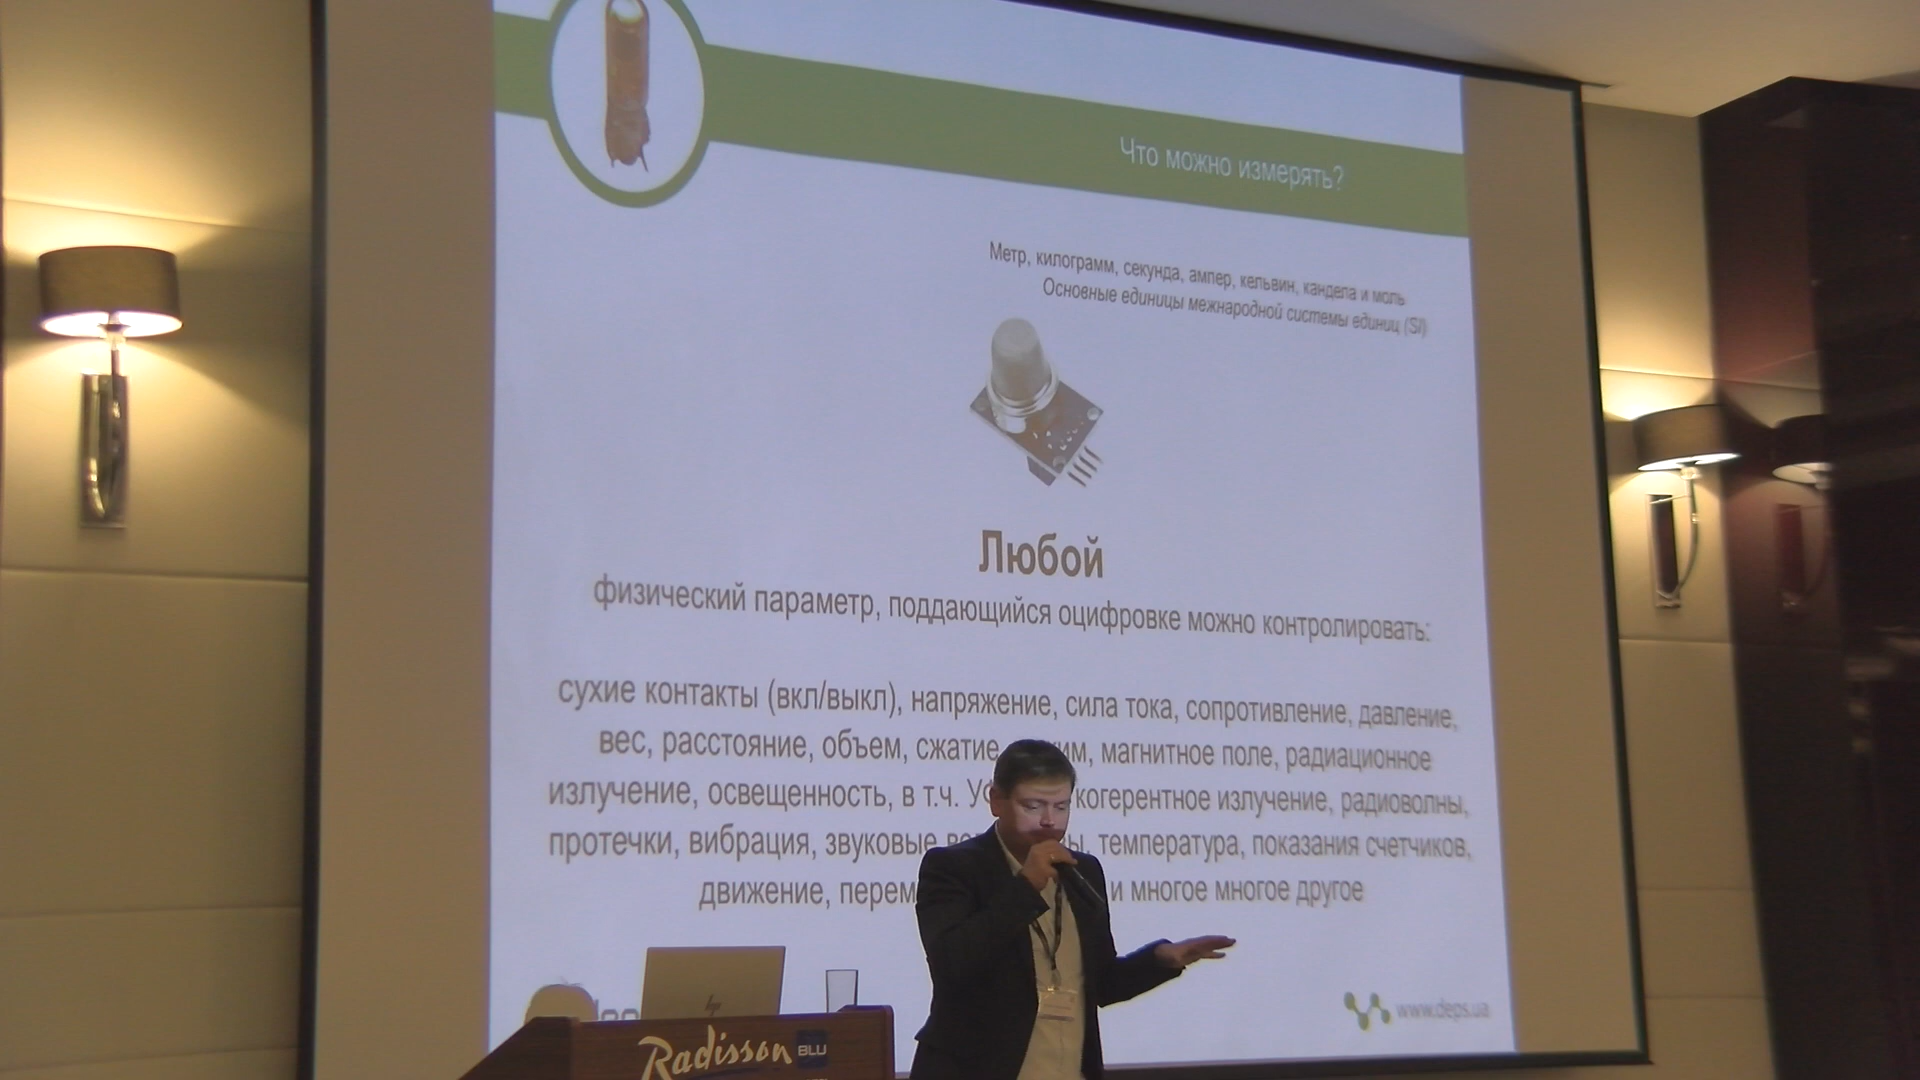 Что можно измерять?
Метр, килограмм, секунда, ампер, кельвин, кандела и моль
Основные единицы межнародной системы единиц (SI)
Любой
физический параметр, поддающийся оцифровке можно контролировать:
сухие контакты (вкл/выкл), напряжение, сила тока, сопротивление, давление,
вес, расстояние, объем, сжатие магнитное поле, радиационное
излучение, освещенность, в т.ч. когерентное излучение, радиоволны,
протечки, вибрация, звуковые температура, показания счетчиков,
движение, и многое многое другое
www.deps.ua
hp
Radisson BLU